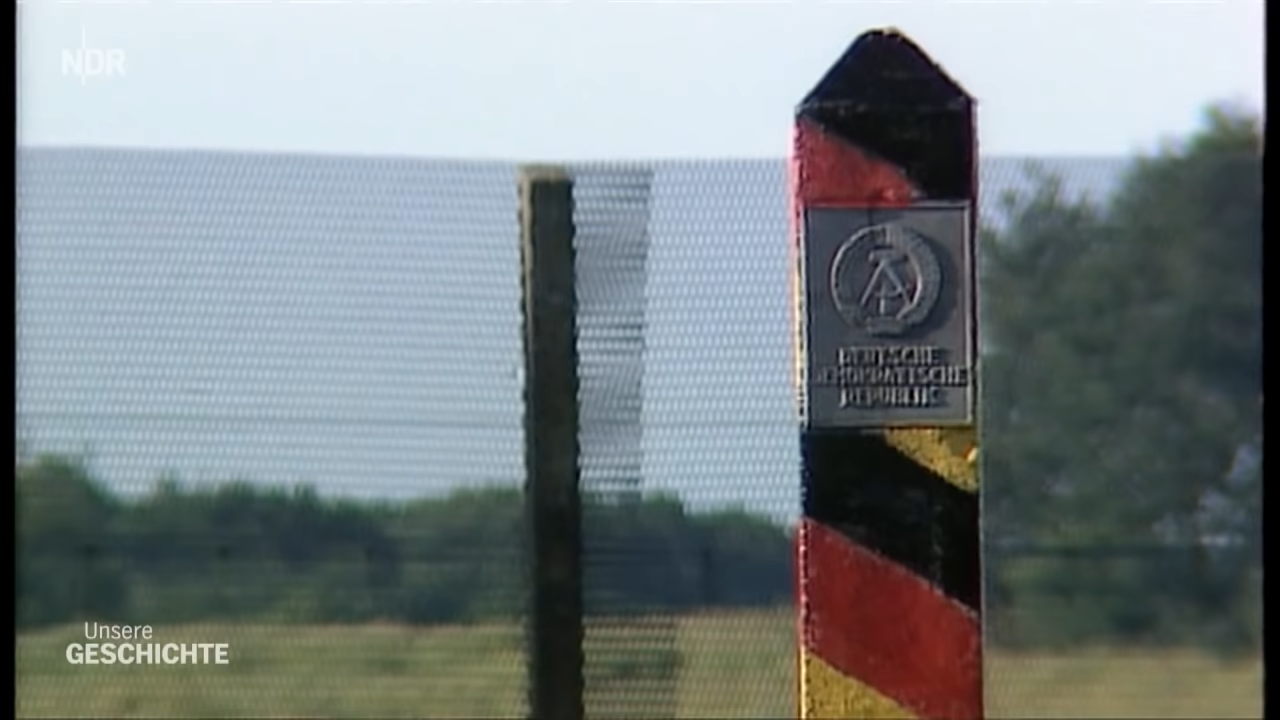 NDR
DEUTSCHE
DEMOKRATISCHE
REPUBLIK
Unsere
GESCHICHTE